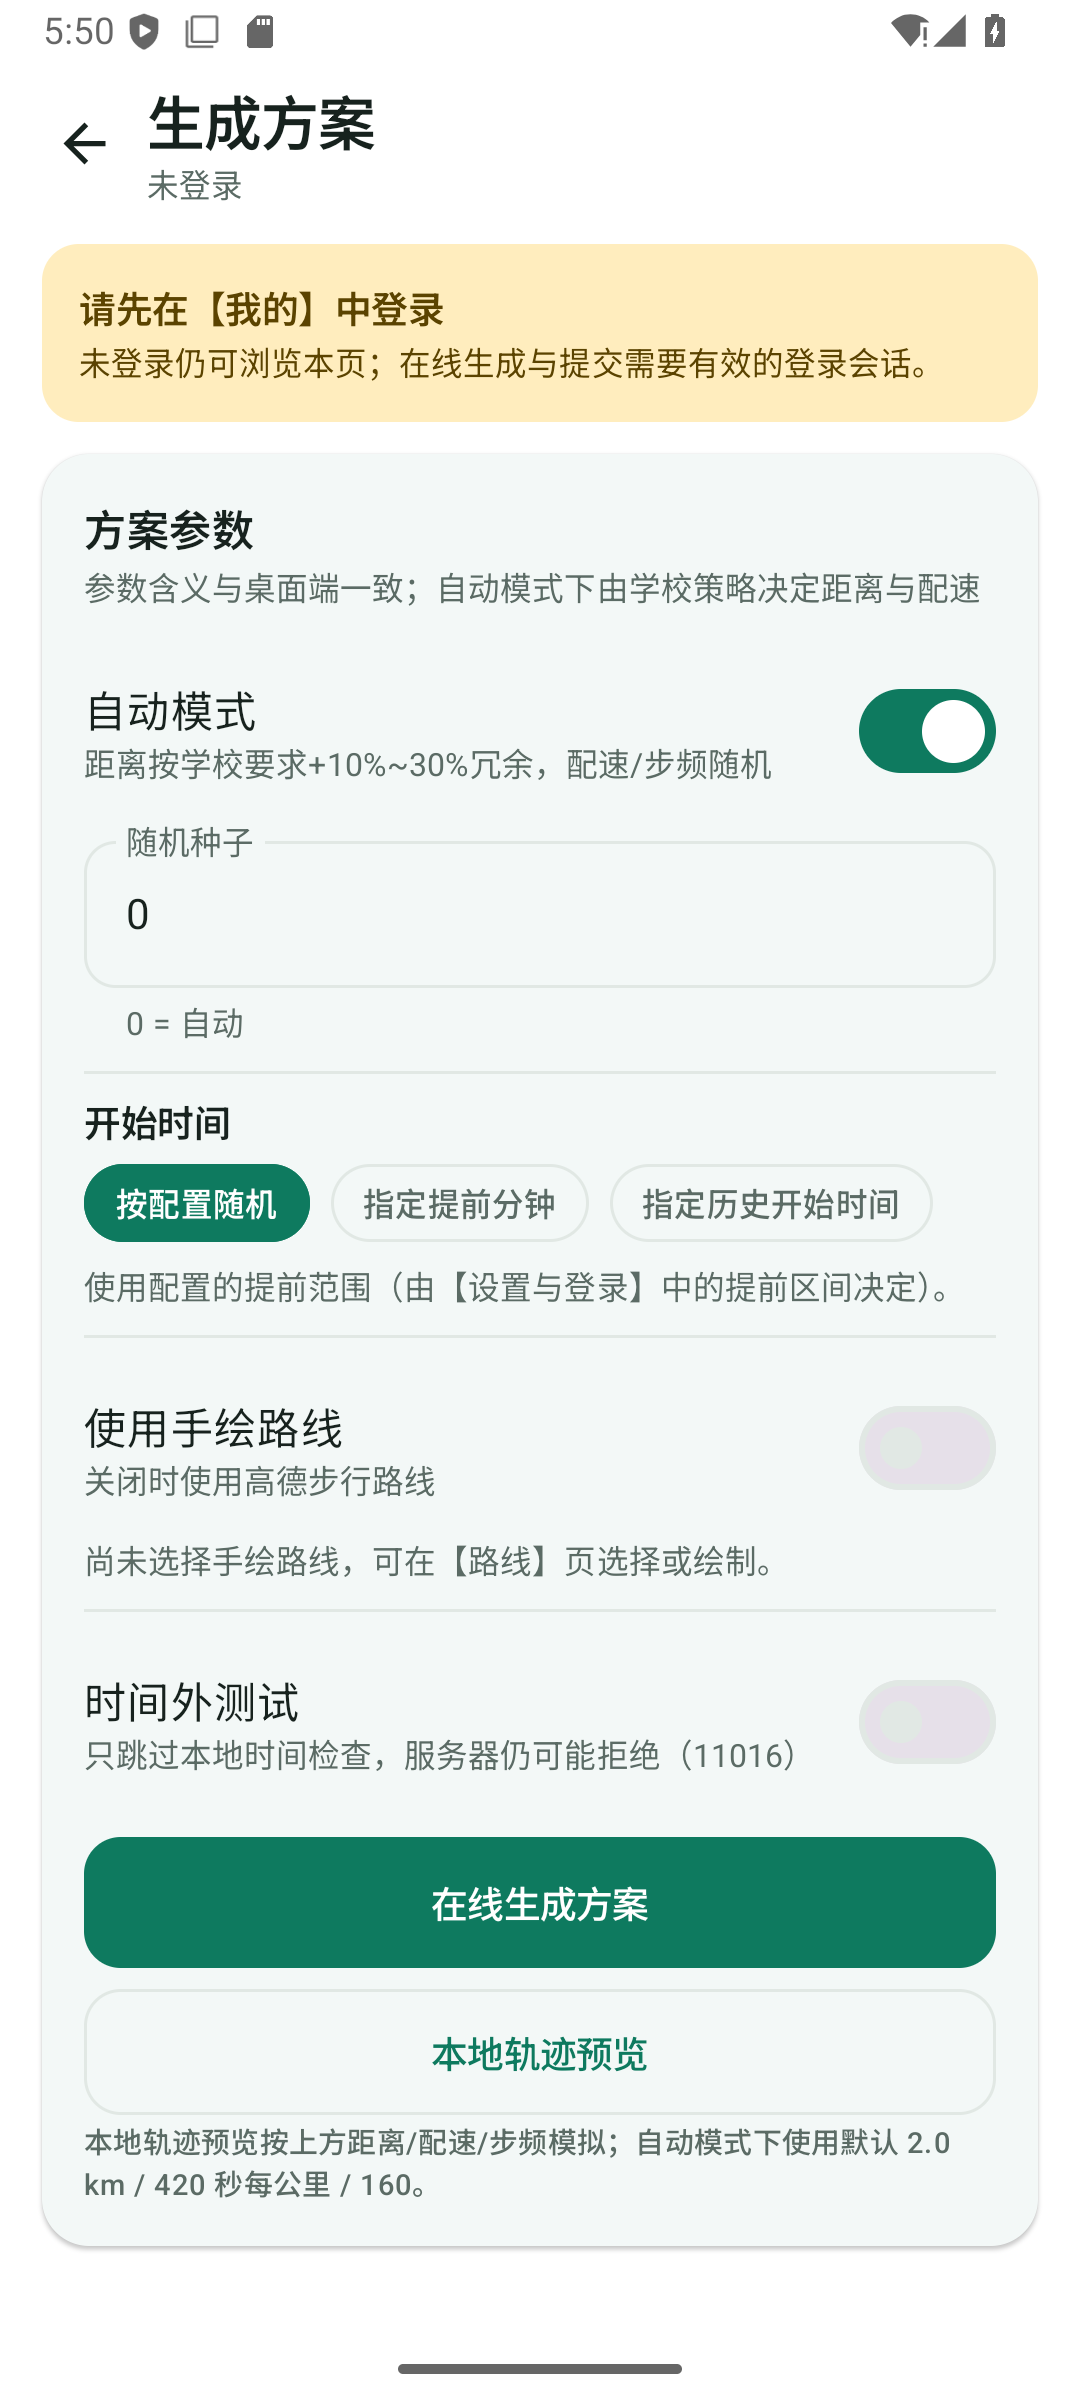 5:50
生成方案
未登录
请先在【我的】中登录
未登录仍可浏览本页；在线生成与提交需要有效的登录会话。
方案参数
参数含义与桌面端一致；自动模式下由学校策略决定距离与配速
自动模式
距离按学校要求+10%~30%冗余，配速/步频随机
随机种子
0
0 = 自动
开始时间
按配置随机 指定提前分钟 指定历史开始时间
使用配置的提前范围（由【设置与登录】中的提前区间决定）。
使用手绘路线
关闭时使用高德步行路线
尚未选择手绘路线，可在【路线】页选择或绘制。
时间外测试
只跳过本地时间检查，服务器仍可能拒绝（11016）
在线生成方案
本地轨迹预览
本地轨迹预览按上方距离/配速/步频模拟；自动模式下使用默认 2.0
km / 420 秒每公里 / 160。